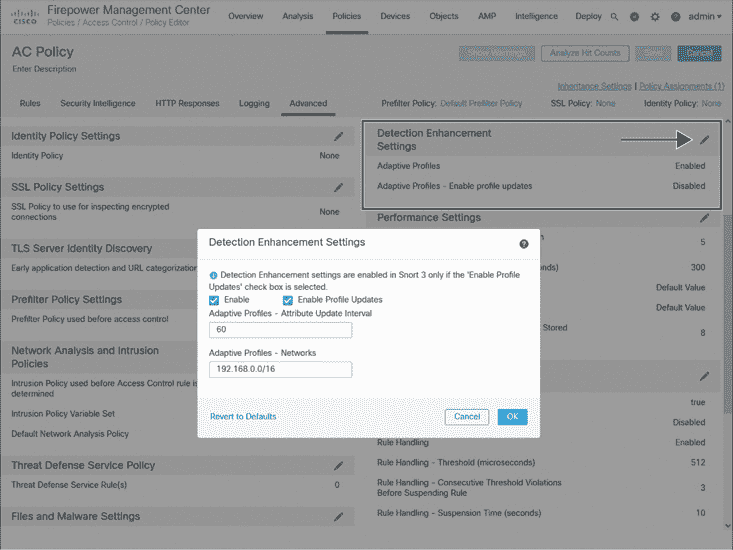 CISCO
Firepower Management Center
Policies / Access Control / Policy Editor
Overview
Analysis
Policies
Devices
Objects
AMP
Intelligence
Deploy
admin
AC Policy
Enter Description
Analyze Hit Counts
Inheritance Settings | Policy Assignments (1)
Rules
Security Intelligence
HTTP Responses
Logging
Advanced
Prefilter Policy: Default Prefilter Policy
SSL Policy: None
Identity Policy: None
Identity Policy Settings
Identity Policy
None
SSL Policy Settings
SSL Policy to use for inspecting encrypted
connections
None
TLS Server Identity Discovery
Early application detection and URL categorization
Prefilter Policy Settings
Prefilter Policy used before access control
Network Analysis and Intrusion
Policies
Intrusion Policy used before Access Control rule is
determined
Intrusion Policy Variable Set
Default Network Analysis Policy
Threat Defense Service Policy
Threat Defense Service Rule(s)
0
Files and Malware Settings
Detection Enhancement
Settings
Adaptive Profiles
Enabled
Adaptive Profiles - Enable profile updates
Disabled
Performance Settings
5
300
Default Value
Default Value
Stored
8
true
Disabled
Rule Handling
Enabled
Rule Handling - Threshold (microseconds)
512
Rule Handling - Consecutive Threshold Violations
Before Suspending Rule
3
Rule Handling - Suspension Time (seconds)
10
Detection Enhancement Settings
Detection Enhancement settings are enabled in Snort 3 only if the 'Enable Profile
Updates' check box is selected.
Enable
Enable Profile Updates
Adaptive Profiles - Attribute Update Interval
60
Adaptive Profiles - Networks
192.168.0.0/16
Revert to Defaults
Cancel
OK